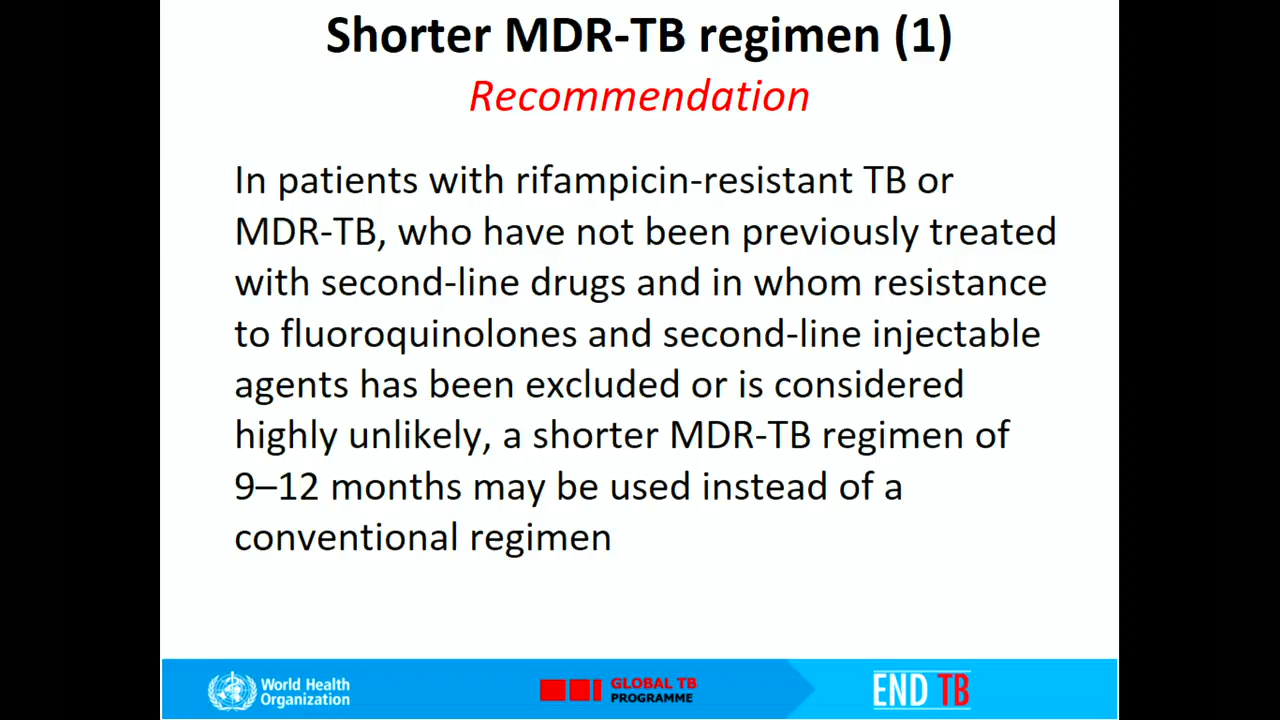 Shorter MDR-TB regimen (1)
Recommendation
In patients with rifampicin-resistant TB or
MDR-TB, who have not been previously treated
with second-line drugs and in whom resistance
to fluoroquinolones and second-line injectable
agents has been excluded or is considered
highly unlikely, a shorter MDR-TB regimen of
9–12 months may be used instead of a
conventional regimen
World Health
Organization
GLOBAL TB
PROGRAMME
END TB